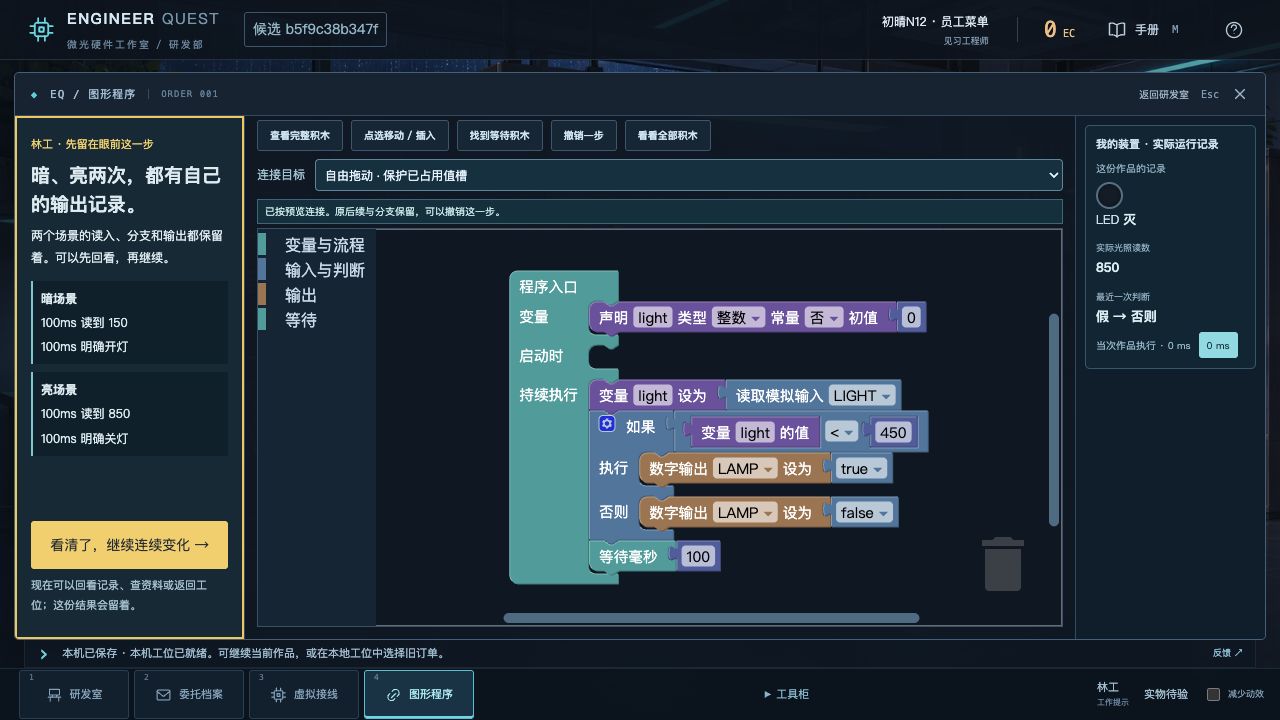 ENGINEER QUEST
微光硬件工作室 / 研发部
候选 b5f9c38b347f
初晴N12 · 员工菜单
见习工程师
0 EC
手册 M
EQ / 图形程序 ORDER 001
返回研发室 Esc
林工 · 先留在眼前这一步
暗、亮两次，都有自己
的输出记录。
两个场景的读入、分支和输出都保留
着。可以先回看，再继续。
暗场景
100ms 读到 150
100ms 明确开灯
亮场景
100ms 读到 850
100ms 明确关灯
看清了，继续连续变化 →
现在可以回看记录、查资料或返回工
位；这份结果会留着。
查看完整积木
点选移动 / 插入
找到等待积木
撤销一步
看看全部积木
连接目标
自由拖动 · 保护已占用值槽
已按预览连接。原后续与分支保留，可以撤销这一步。
变量与流程
输入与判断
输出
等待
程序入口
变量
声明 light 类型 整数 常量 否 初值 0
启动时
持续执行
变量 light 设为 读取模拟输入 LIGHT
如果 变量 light 的值 < 450
执行 数字输出 LAMP 设为 true
否则 数字输出 LAMP 设为 false
等待毫秒 100
我的装置 · 实际运行记录
这份作品的记录
LED 灭
实际光照读数
850
最近一次判断
假 → 否则
当次作品执行 · 0 ms
0 ms
本机已保存 · 本机工位已就绪。可继续当前作品，或在本地工位中选择旧订单。
反馈 ↗
1 研发室
2 委托档案
3 虚拟接线
4 图形程序
工具柜
林工
工作提示
实物待验
减少动效